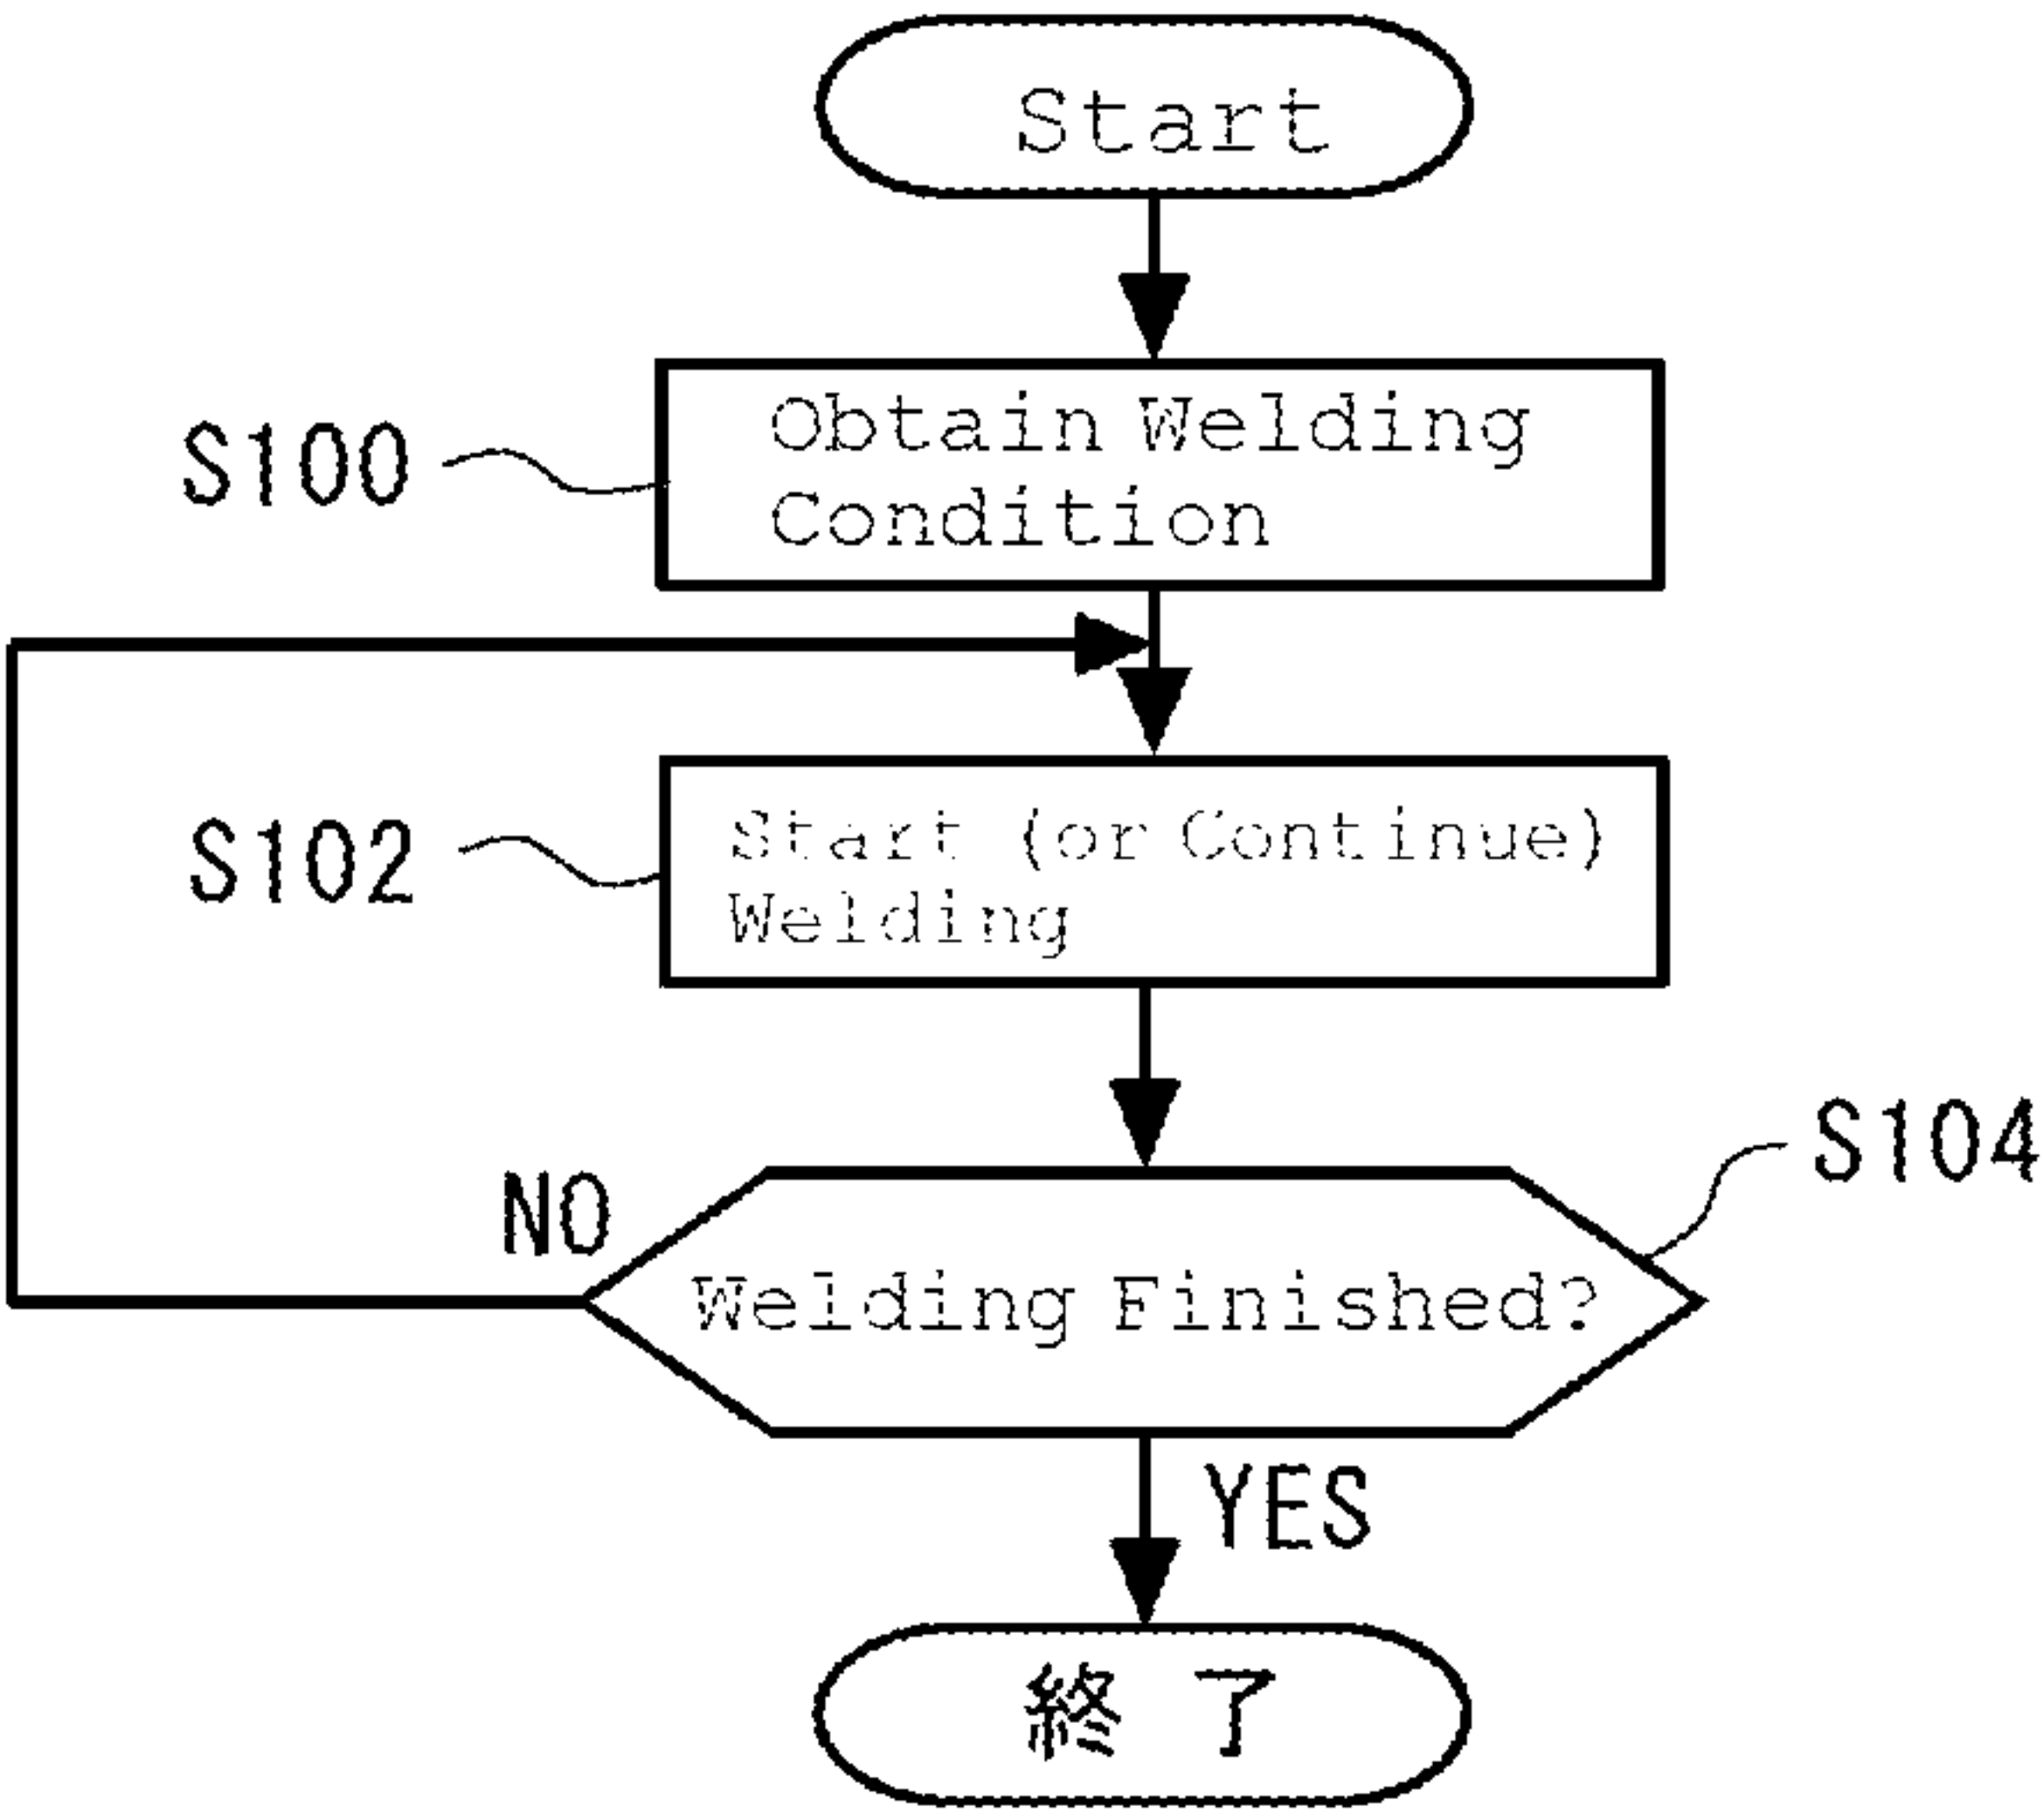 Start
S100
Obtain Welding
Condition
S102
Start (or Continue)
Welding
S104
NO
Welding Finished?
YES
終了